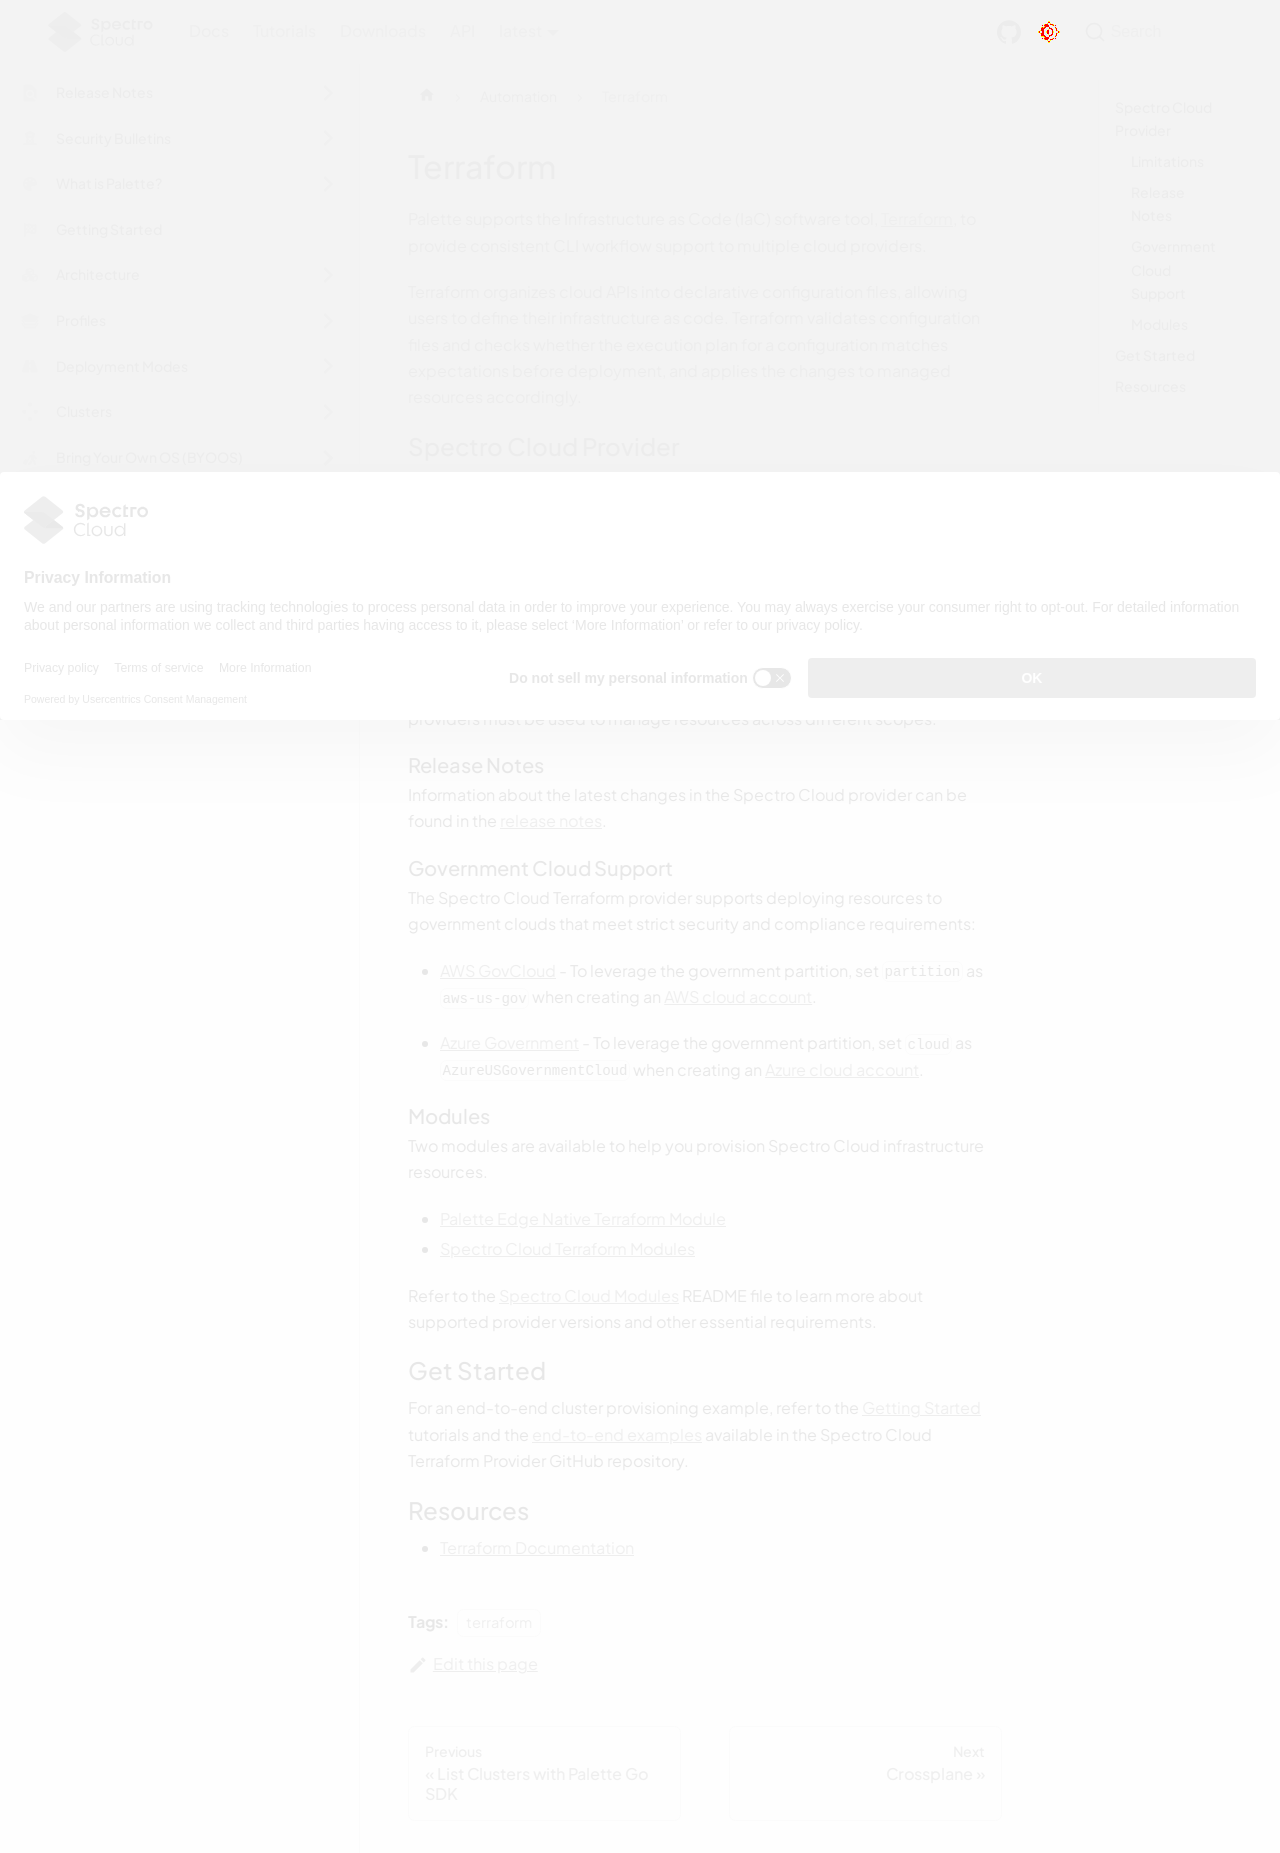 Spectro Cloud
Docs Tutorials Downloads API latest
Search
Release Notes
Security Bulletins
What is Palette?
Getting Started
Architecture
Profiles
Deployment Modes
Clusters
Bring Your Own OS (BYOOS)
Automation
Terraform
Spectro Cloud
Provider
Limitations
Release
Notes
Government
Cloud
Support
Modules
Get Started
Resources
Terraform
Palette supports the Infrastructure as Code (IaC) software tool, Terraform, to
provide consistent CLI workflow support to multiple cloud providers.
Terraform organizes cloud APIs into declarative configuration files, allowing
users to define their infrastructure as code. Terraform validates configuration
files and checks whether the execution plan for a configuration matches
expectations before deployment, and applies the changes to managed
resources accordingly.
Spectro Cloud Provider
Spectro
Cloud
Privacy Information
We and our partners are using tracking technologies to process personal data in order to improve your experience. You may always exercise your consumer right to opt-out. For detailed information
about personal information we collect and third parties having access to it, please select ‘More Information’ or refer to our privacy policy.
Privacy policy Terms of service More Information
Do not sell my personal information
OK
Powered by Usercentrics Consent Management
providers must be used to manage resources across different scopes.
Release Notes
Information about the latest changes in the Spectro Cloud provider can be
found in the release notes.
Government Cloud Support
The Spectro Cloud Terraform provider supports deploying resources to
government clouds that meet strict security and compliance requirements:
AWS GovCloud - To leverage the government partition, set partition as
aws-us-gov when creating an AWS cloud account.
Azure Government - To leverage the government partition, set cloud as
AzureUSGovernmentCloud when creating an Azure cloud account.
Modules
Two modules are available to help you provision Spectro Cloud infrastructure
resources.
Palette Edge Native Terraform Module
Spectro Cloud Terraform Modules
Refer to the Spectro Cloud Modules README file to learn more about
supported provider versions and other essential requirements.
Get Started
For an end-to-end cluster provisioning example, refer to the Getting Started
tutorials and the end-to-end examples available in the Spectro Cloud
Terraform Provider GitHub repository.
Resources
Terraform Documentation
Tags: terraform
Edit this page
Previous
« List Clusters with Palette Go
SDK
Next
Crossplane »